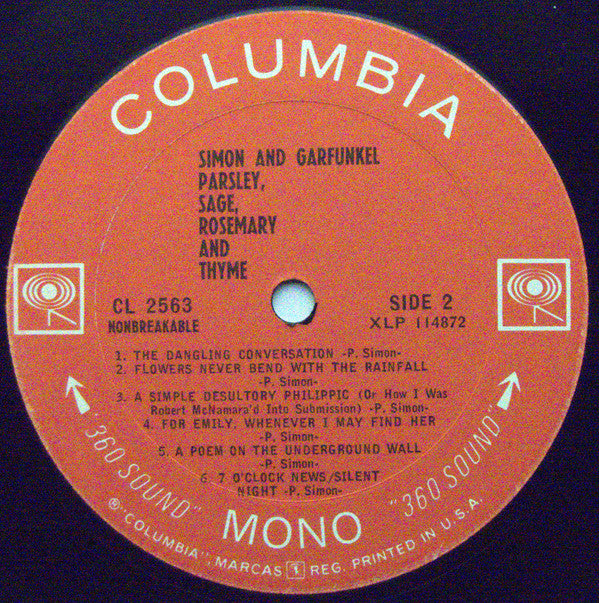 COLUMBIA
SIMON AND GARFUNKEL
PARSLEY,
SAGE,
ROSEMARY
AND
THYME
CL 2563
NONBREAKABLE
SIDE 2
XLP 114872
1. THE DANGLING CONVERSATION -P. Simon-
2. FLOWERS NEVER BEND WITH THE RAINFALL
-P. Simon-
3. A SIMPLE DESULTORY PHILIPPIC (Or How I Was
Robert McNamara'd Into Submission) -P. Simon-
4. FOR EMILY, WHENEVER I MAY FIND HER
-P. Simon-
5. A POEM ON THE UNDERGROUND WALL
-P. Simon-
6. 7 O'CLOCK NEWS/SILENT
NIGHT -P. Simon-
"360 SOUND"
MONO
"360 SOUND"
®"COLUMBIA", MARCAS REG. PRINTED IN U.S.A.